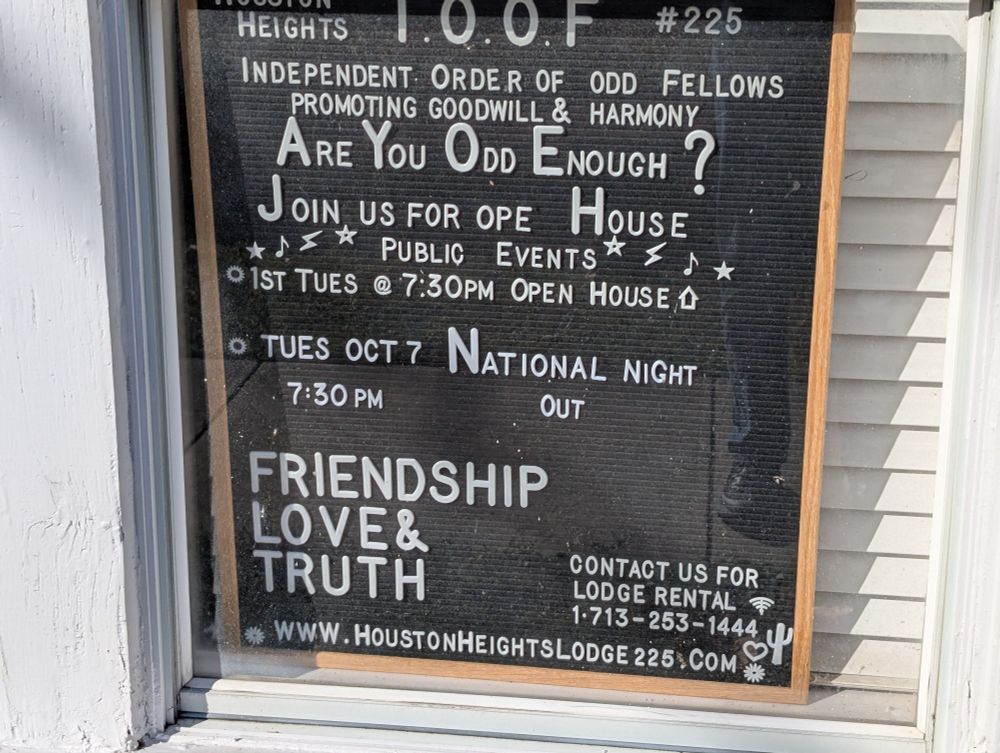 HOUSTON
HEIGHTS I.O.O.F #225
INDEPENDENT ORDER OF ODD FELLOWS
PROMOTING GOODWILL & HARMONY
ARE YOU ODD ENOUGH ?
JOIN US FOR OPE HOUSE
PUBLIC EVENTS
1ST TUES @ 7:30PM OPEN HOUSE
TUES OCT 7 NATIONAL NIGHT
7:30 PM OUT
FRIENDSHIP
LOVE&
TRUTH
CONTACT US FOR
LODGE RENTAL
1-713-253-1444
WWW.HOUSTONHEIGHTSLODGE225.COM